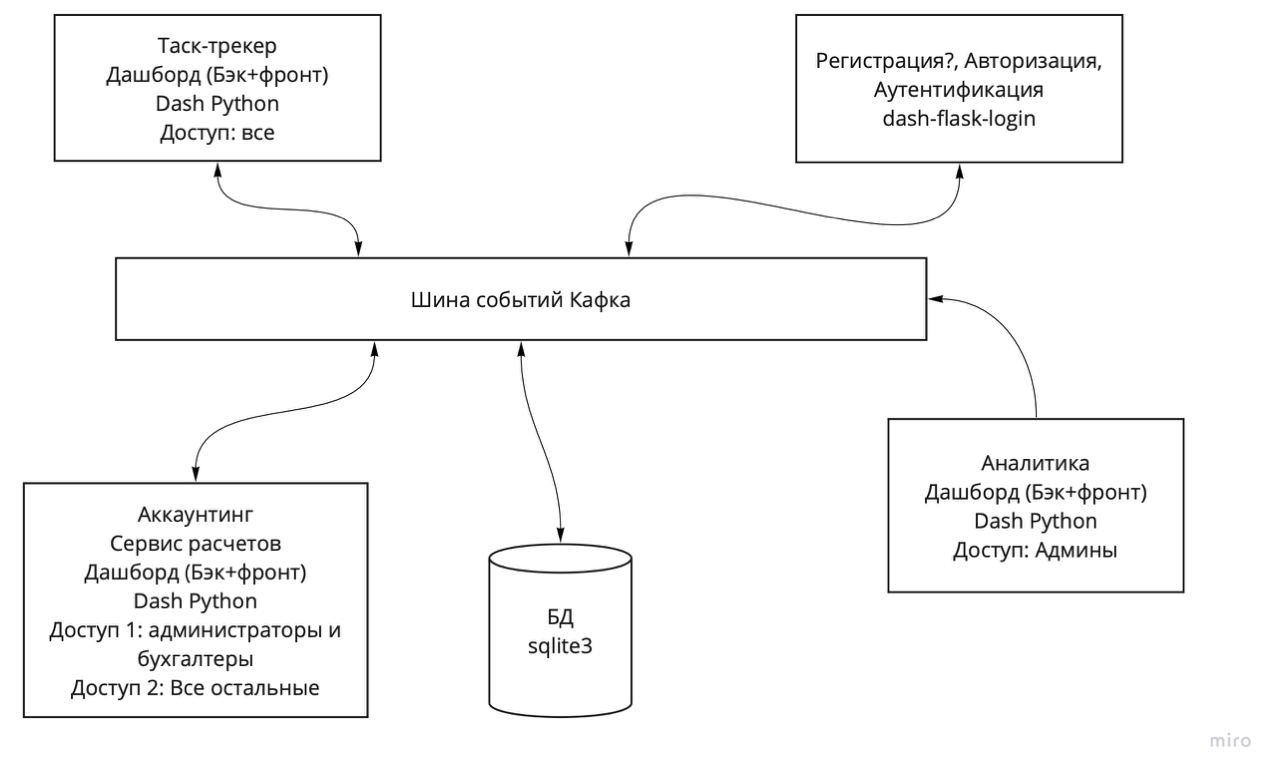 Таск-трекер
Дашборд (Бэк+фронт)
Dash Python
Доступ: все
Регистрация?, Авторизация,
Аутентификация
dash-flask-login
Шина событий Кафка
Аккаунтинг
Сервис расчетов
Дашборд (Бэк+фронт)
Dash Python
Доступ 1: администраторы и
бухгалтеры
Доступ 2: Все остальные
БД
sqlite3
Аналитика
Дашборд (Бэк+фронт)
Dash Python
Доступ: Админы
miro